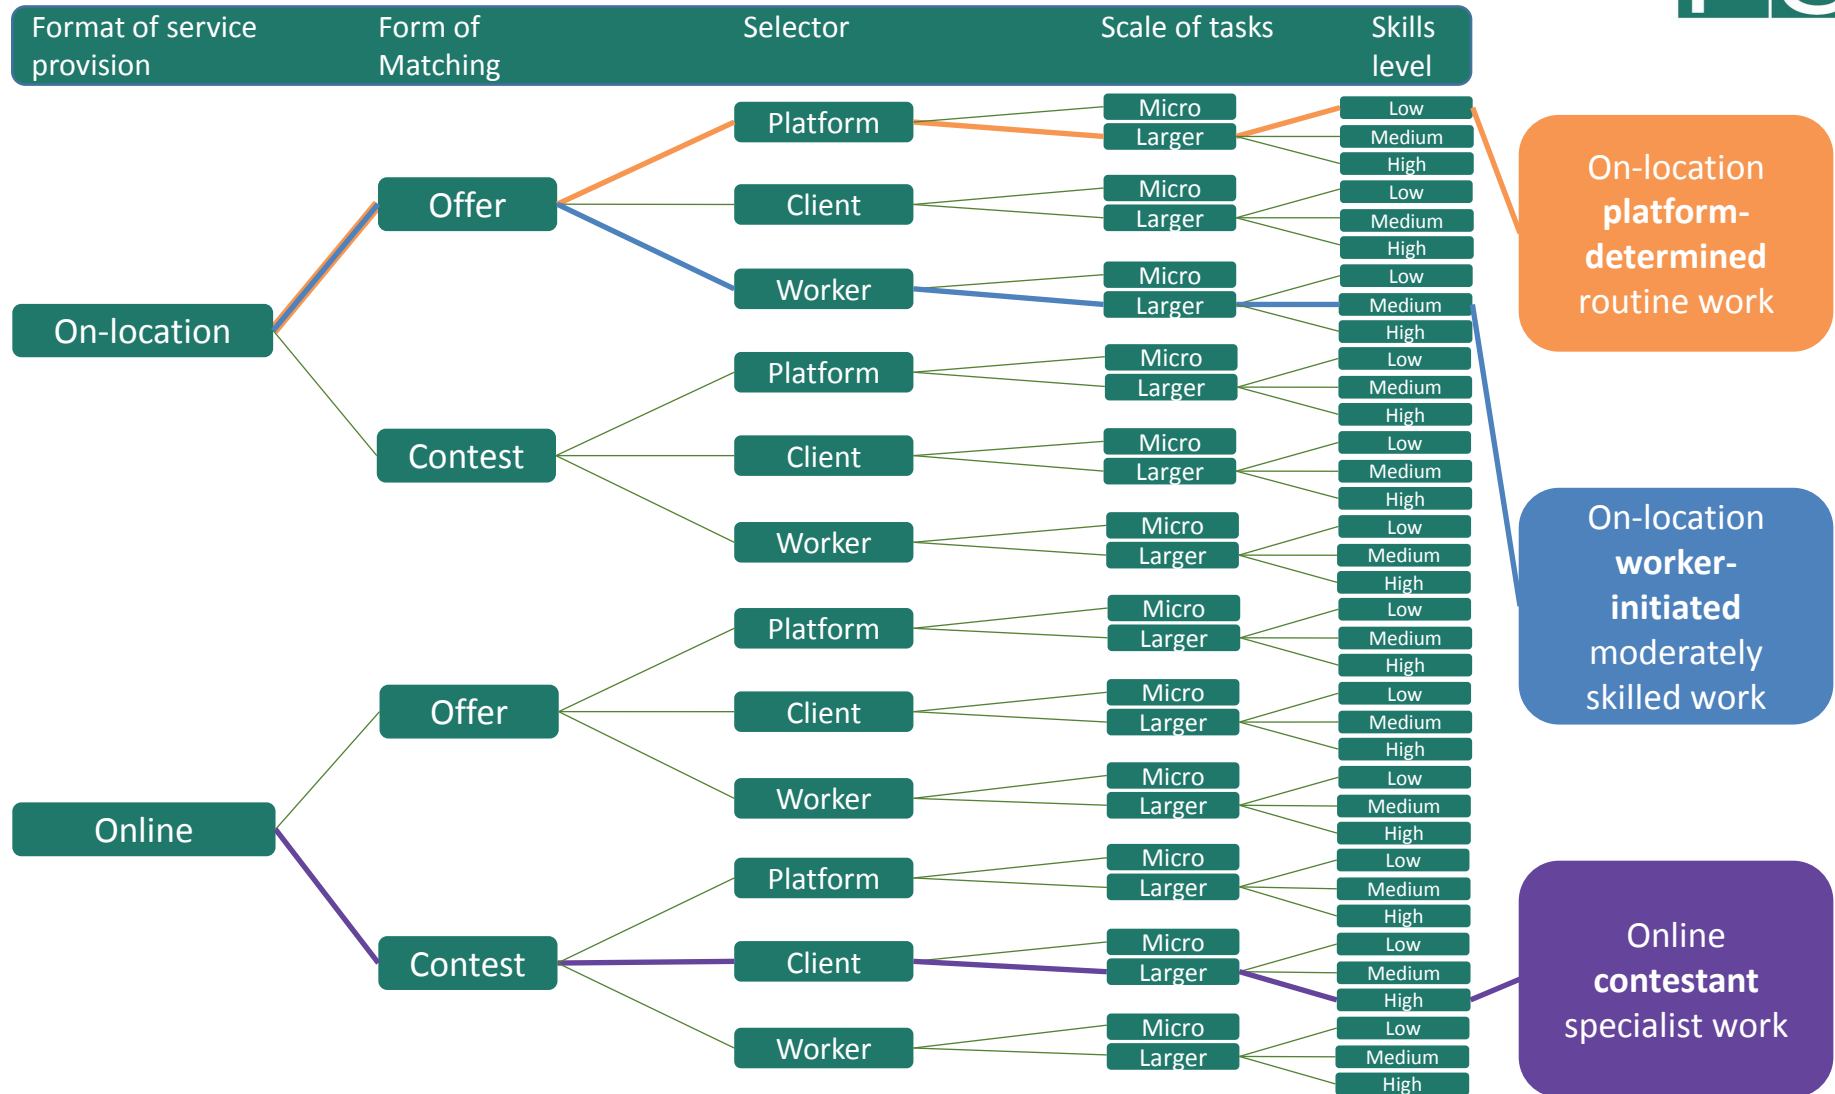 Format of service
provision
Form of
Matching
Selector
Scale of tasks
Skills
level
On-location
Offer
Platform
Micro
Larger
Low
Medium
High
Client
Micro
Larger
Low
Medium
High
Worker
Micro
Larger
Low
Medium
High
Contest
Platform
Micro
Larger
Low
Medium
High
Client
Micro
Larger
Low
Medium
High
Worker
Micro
Larger
Low
Medium
High
Online
Offer
Platform
Micro
Larger
Low
Medium
High
Client
Micro
Larger
Low
Medium
High
Worker
Micro
Larger
Low
Medium
High
Contest
Platform
Micro
Larger
Low
Medium
High
Client
Micro
Larger
Low
Medium
High
Worker
Micro
Larger
Low
Medium
High
On-location
platform-
determined
routine work
On-location
worker-
initiated
moderately
skilled work
Online
contestant
specialist work